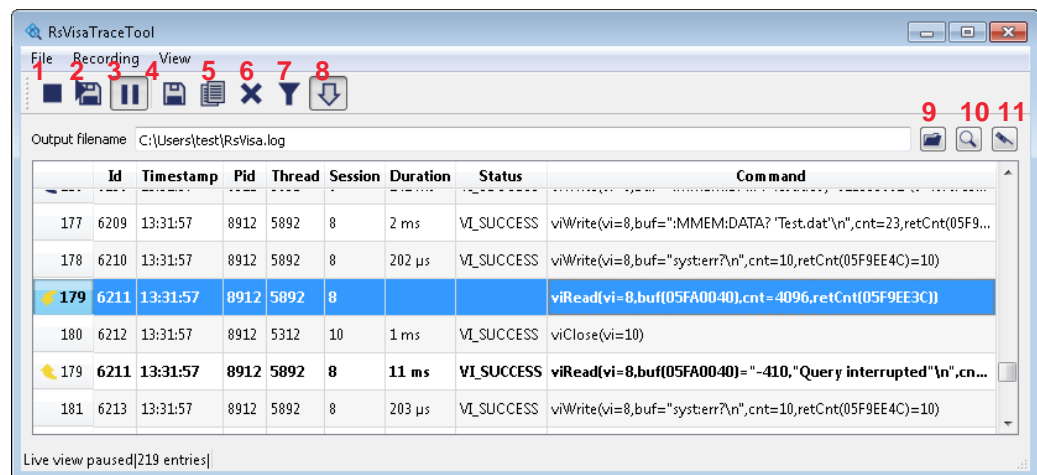 RsVisaTraceTool
File Recording View
1 2 3 4 5 6 7 8
9 10 11
Output filename C:\Users\test\RsVisa.log
Id Timestamp Pid Thread Session Duration Status Command
177 6209 13:31:57 8912 5892 8 2 ms VI_SUCCESS viWrite(vi=8,buf=":MMEM:DATA? 'Test.dat'\n",cnt=23,retCnt(05F9...
178 6210 13:31:57 8912 5892 8 202 µs VI_SUCCESS viWrite(vi=8,buf="syst:err?\n",cnt=10,retCnt(05F9EE4C)=10)
179 6211 13:31:57 8912 5892 8 viRead(vi=8,buf(05FA0040),cnt=4096,retCnt(05F9EE3C))
180 6212 13:31:57 8912 5312 10 1 ms VI_SUCCESS viClose(vi=10)
179 6211 13:31:57 8912 5892 8 11 ms VI_SUCCESS viRead(vi=8,buf(05FA0040)="-410,"Query interrupted"\n",cn...
181 6213 13:31:57 8912 5892 8 203 µs VI_SUCCESS viWrite(vi=8,buf="syst:err?\n",cnt=10,retCnt(05F9EE4C)=10)
Live view paused|219 entries|